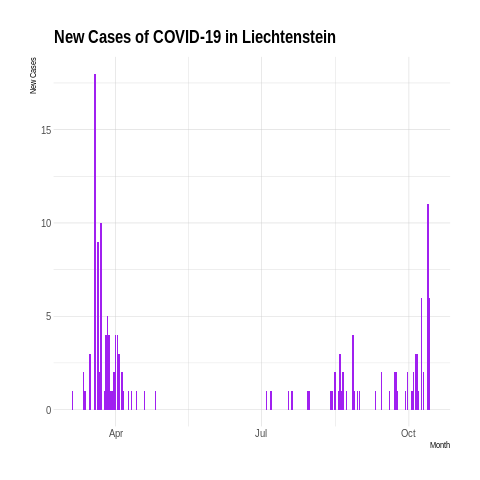 New Cases of COVID-19 in Liechtenstein
New Cases
15
10
5
0
Apr
Jul
Oct
Month